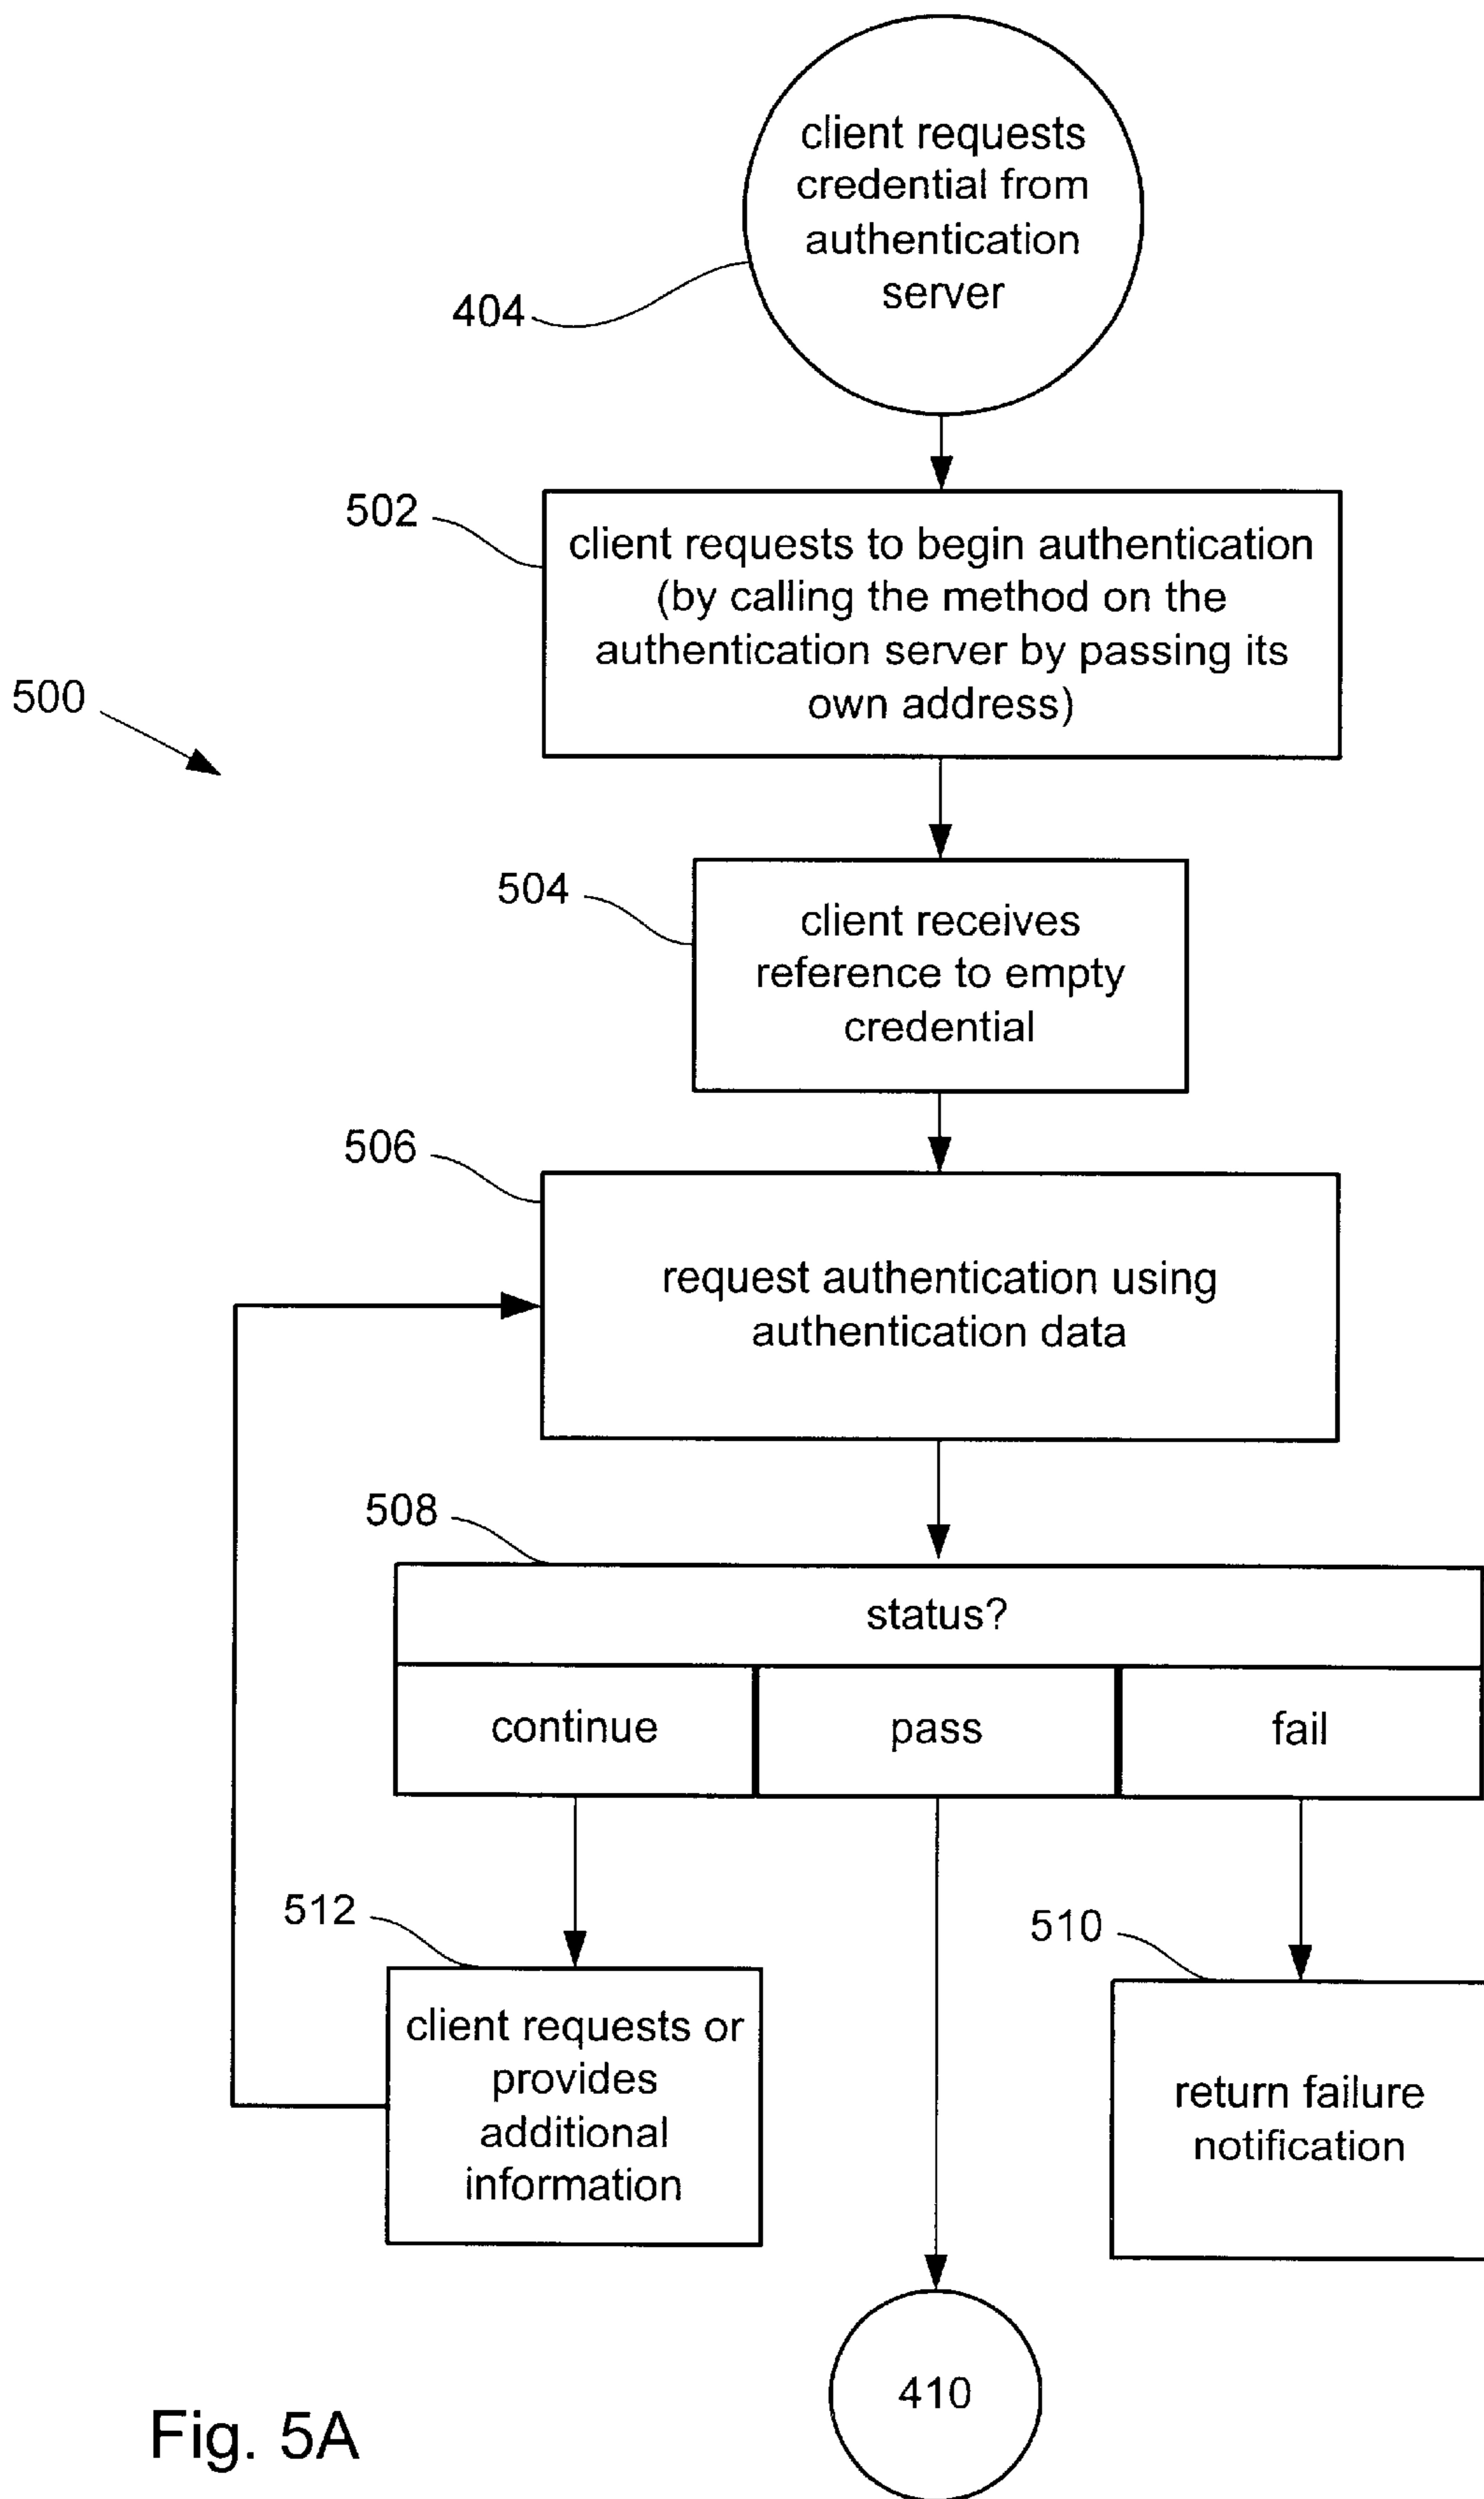 client requests
credential from
authentication
server
404
502
client requests to begin authentication
(by calling the method on the
authentication server by passing its
own address)
500
504
client receives
reference to empty
credential
506
request authentication using
authentication data
508
status?
continue
pass
fail
512
510
client requests or
provides
additional
information
return failure
notification
410
Fig. 5A